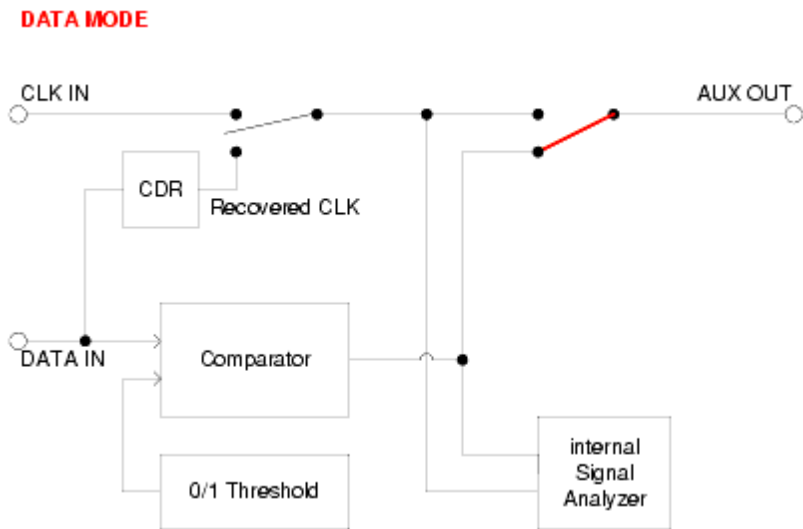 DATA MODE
CLK IN
AUX OUT
CDR
Recovered CLK
DATA IN
Comparator
0/1 Threshold
internal
Signal
Analyzer